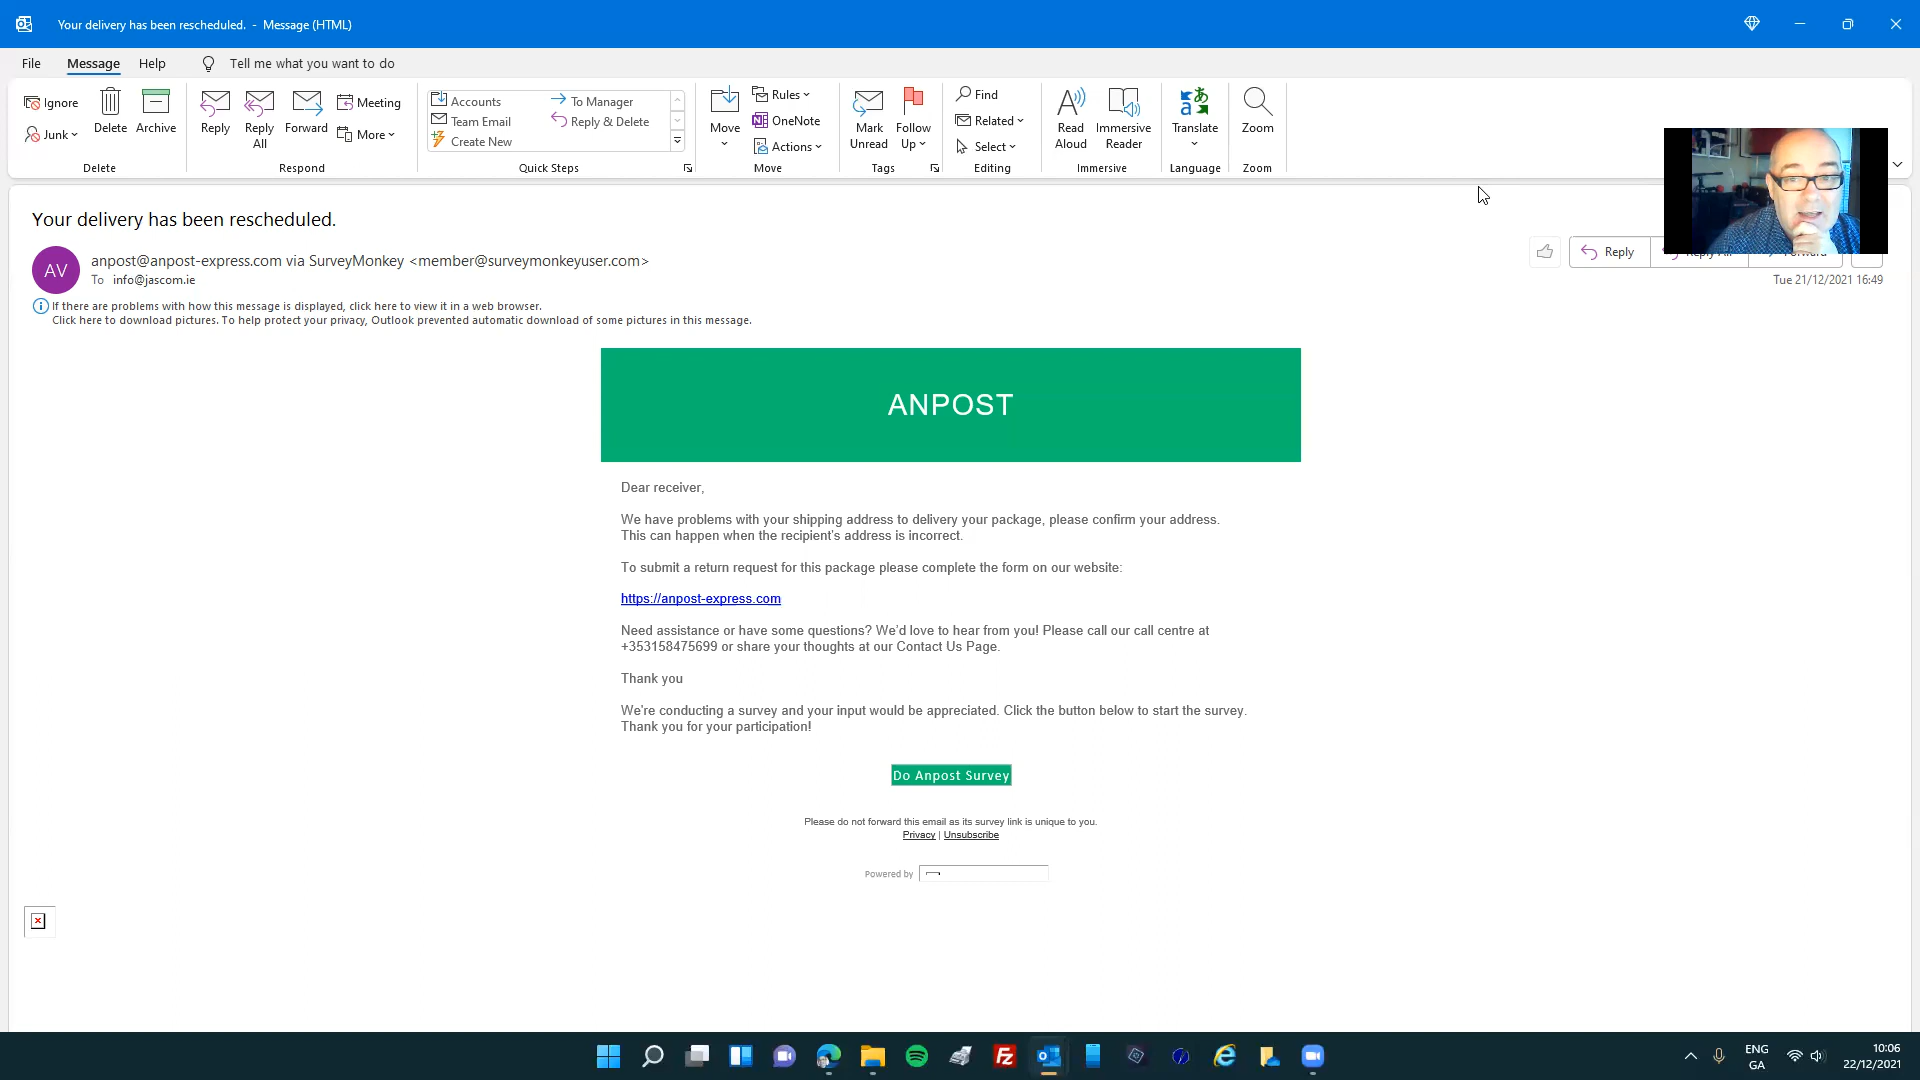 Your delivery has been rescheduled. - Message (HTML)
File Message Help Tell me what you want to do
Ignore
Junk
Delete
Archive
Delete
Reply
Reply All
Forward
Meeting
More
Respond
Accounts
Team Email
Create New
To Manager
Reply & Delete
Quick Steps
Move
Rules
OneNote
Actions
Move
Mark Unread
Follow Up
Tags
Find
Related
Select
Editing
Read Aloud
Immersive Reader
Immersive
Translate
Language
Zoom
Zoom
Your delivery has been rescheduled.
AV
anpost@anpost-express.com via SurveyMonkey <member@surveymonkeyuser.com>
To info@jascom.ie
Reply
Tue 21/12/2021 16:49
If there are problems with how this message is displayed, click here to view it in a web browser.
Click here to download pictures. To help protect your privacy, Outlook prevented automatic download of some pictures in this message.
ANPOST
Dear receiver,
We have problems with your shipping address to delivery your package, please confirm your address.
This can happen when the recipient's address is incorrect.
To submit a return request for this package please complete the form on our website:
https://anpost-express.com
Need assistance or have some questions? We'd love to hear from you! Please call our call centre at
+353158475699 or share your thoughts at our Contact Us Page.
Thank you
We're conducting a survey and your input would be appreciated. Click the button below to start the survey.
Thank you for your participation!
Do Anpost Survey
Please do not forward this email as its survey link is unique to you.
Privacy | Unsubscribe
Powered by
Fz
ENG
GA
10:06
22/12/2021